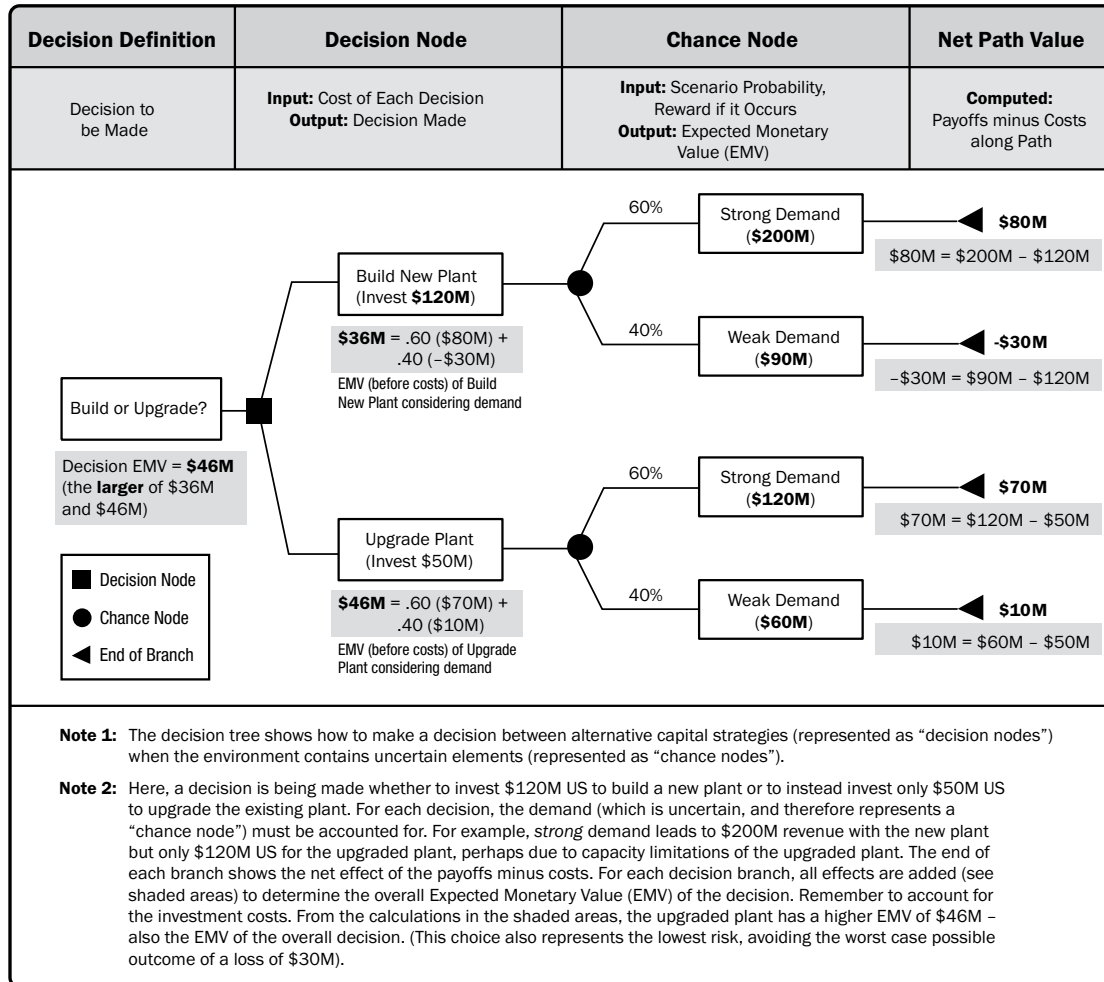 Decision Definition
Decision Node
Chance Node
Net Path Value
Decision to
be Made
Input: Cost of Each Decision
Output: Decision Made
Input: Scenario Probability,
Reward if it Occurs
Output: Expected Monetary
Value (EMV)
Computed:
Payoffs minus Costs
along Path
Build or Upgrade?
Decision EMV = $46M
(the larger of $36M
and $46M)
Build New Plant
(Invest $120M)
$36M = .60 ($80M) +
.40 (–$30M)
EMV (before costs) of Build
New Plant considering demand
60%
Strong Demand
($200M)
$80M
$80M = $200M – $120M
40%
Weak Demand
($90M)
-$30M
–$30M = $90M – $120M
Upgrade Plant
(Invest $50M)
$46M = .60 ($70M) +
.40 ($10M)
EMV (before costs) of Upgrade
Plant considering demand
60%
Strong Demand
($120M)
$70M
$70M = $120M – $50M
40%
Weak Demand
($60M)
$10M
$10M = $60M – $50M
Decision Node
Chance Node
End of Branch
Note 1: The decision tree shows how to make a decision between alternative capital strategies (represented as “decision nodes”)
when the environment contains uncertain elements (represented as “chance nodes”).
Note 2: Here, a decision is being made whether to invest $120M US to build a new plant or to instead invest only $50M US
to upgrade the existing plant. For each decision, the demand (which is uncertain, and therefore represents a
“chance node”) must be accounted for. For example, strong demand leads to $200M revenue with the new plant
but only $120M US for the upgraded plant, perhaps due to capacity limitations of the upgraded plant. The end of
each branch shows the net effect of the payoffs minus costs. For each decision branch, all effects are added (see
shaded areas) to determine the overall Expected Monetary Value (EMV) of the decision. Remember to account for
the investment costs. From the calculations in the shaded areas, the upgraded plant has a higher EMV of $46M –
also the EMV of the overall decision. (This choice also represents the lowest risk, avoiding the worst case possible
outcome of a loss of $30M).